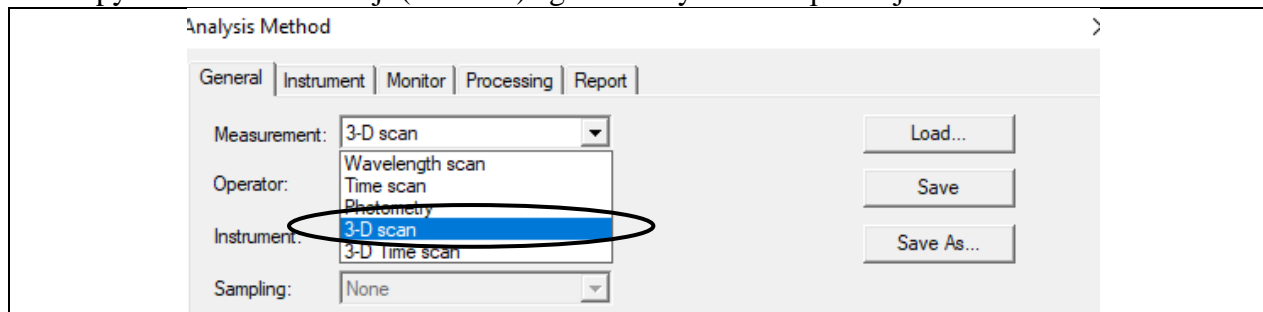 Analysis Method
General Instrument Monitor Processing Report
Measurement: 3-D scan Load...
Wavelength scan
Operator: Time scan Save
Photometry
Instrument: 3-D scan Save As...
3-D Time scan
Sampling: None